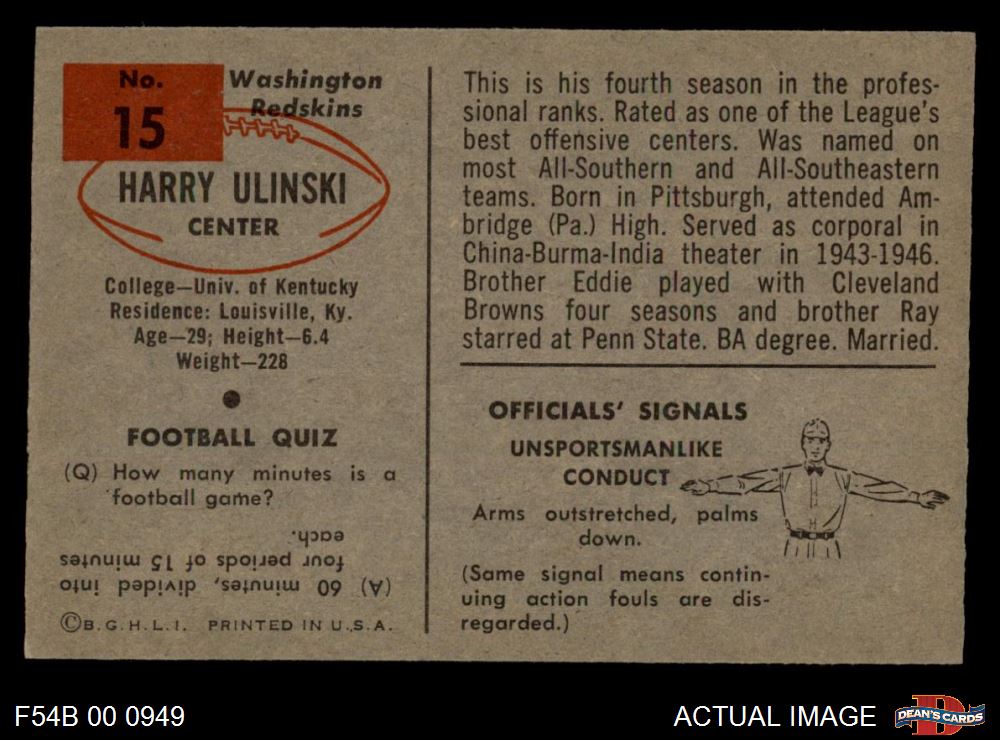 No.
15
Washington
Redskins
HARRY ULINSKI
CENTER
College—Univ. of Kentucky
Residence: Louisville, Ky.
Age—29; Height—6.4
Weight—228
FOOTBALL QUIZ
(Q) How many minutes is a
football game?
(A) 60 minutes, divided into
four periods of 15 minutes
each.
©B.G.H.L.I. PRINTED IN U.S.A.
This is his fourth season in the profes-
sional ranks. Rated as one of the League's
best offensive centers. Was named on
most All-Southern and All-Southeastern
teams. Born in Pittsburgh, attended Am-
bridge (Pa.) High. Served as corporal in
China-Burma-India theater in 1943-1946.
Brother Eddie played with Cleveland
Browns four seasons and brother Ray
starred at Penn State. BA degree. Married.
OFFICIALS' SIGNALS
UNSPORTSMANLIKE
CONDUCT
Arms outstretched, palms
down.
(Same signal means contin-
uing action fouls are dis-
regarded.)
F54B 00 0949
ACTUAL IMAGE
D
DEAN'S CARDS